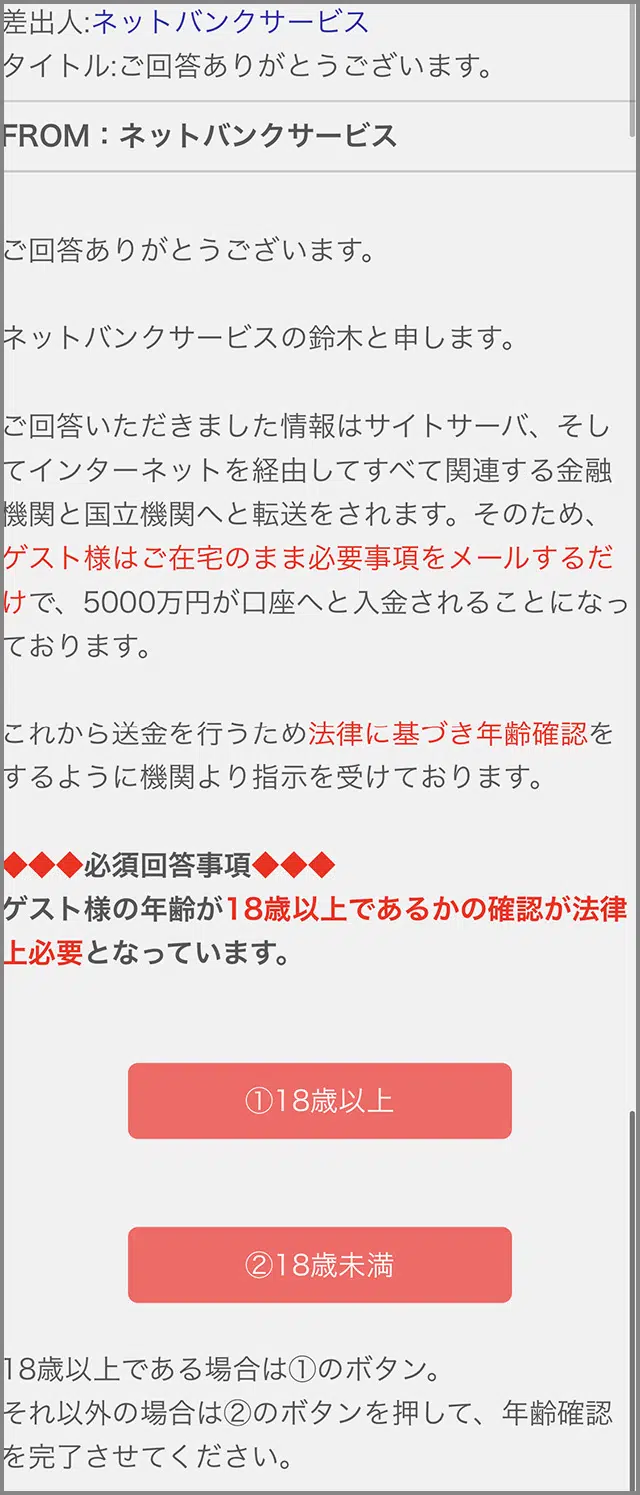 差出人:ネットバンクサービス
タイトル:ご回答ありがとうございます。
FROM：ネットバンクサービス
ご回答ありがとうございます。
ネットバンクサービスの鈴木と申します。
ご回答いただきました情報はサイトサーバ、そし
てインターネットを経由してすべて関連する金融
機関と国立機関へと転送をされます。そのため、
ゲスト様はご在宅のまま必要事項をメールするだ
けで、5000万円が口座へと入金されることになっ
ております。
これから送金を行うため法律に基づき年齢確認を
するように機関より指示を受けております。
◆◆◆必須回答事項◆◆◆
ゲスト様の年齢が18歳以上であるかの確認が法律
上必要となっています。
①18歳以上
②18歳未満
18歳以上である場合は①のボタン。
それ以外の場合は②のボタンを押して、年齢確認
を完了させてください。